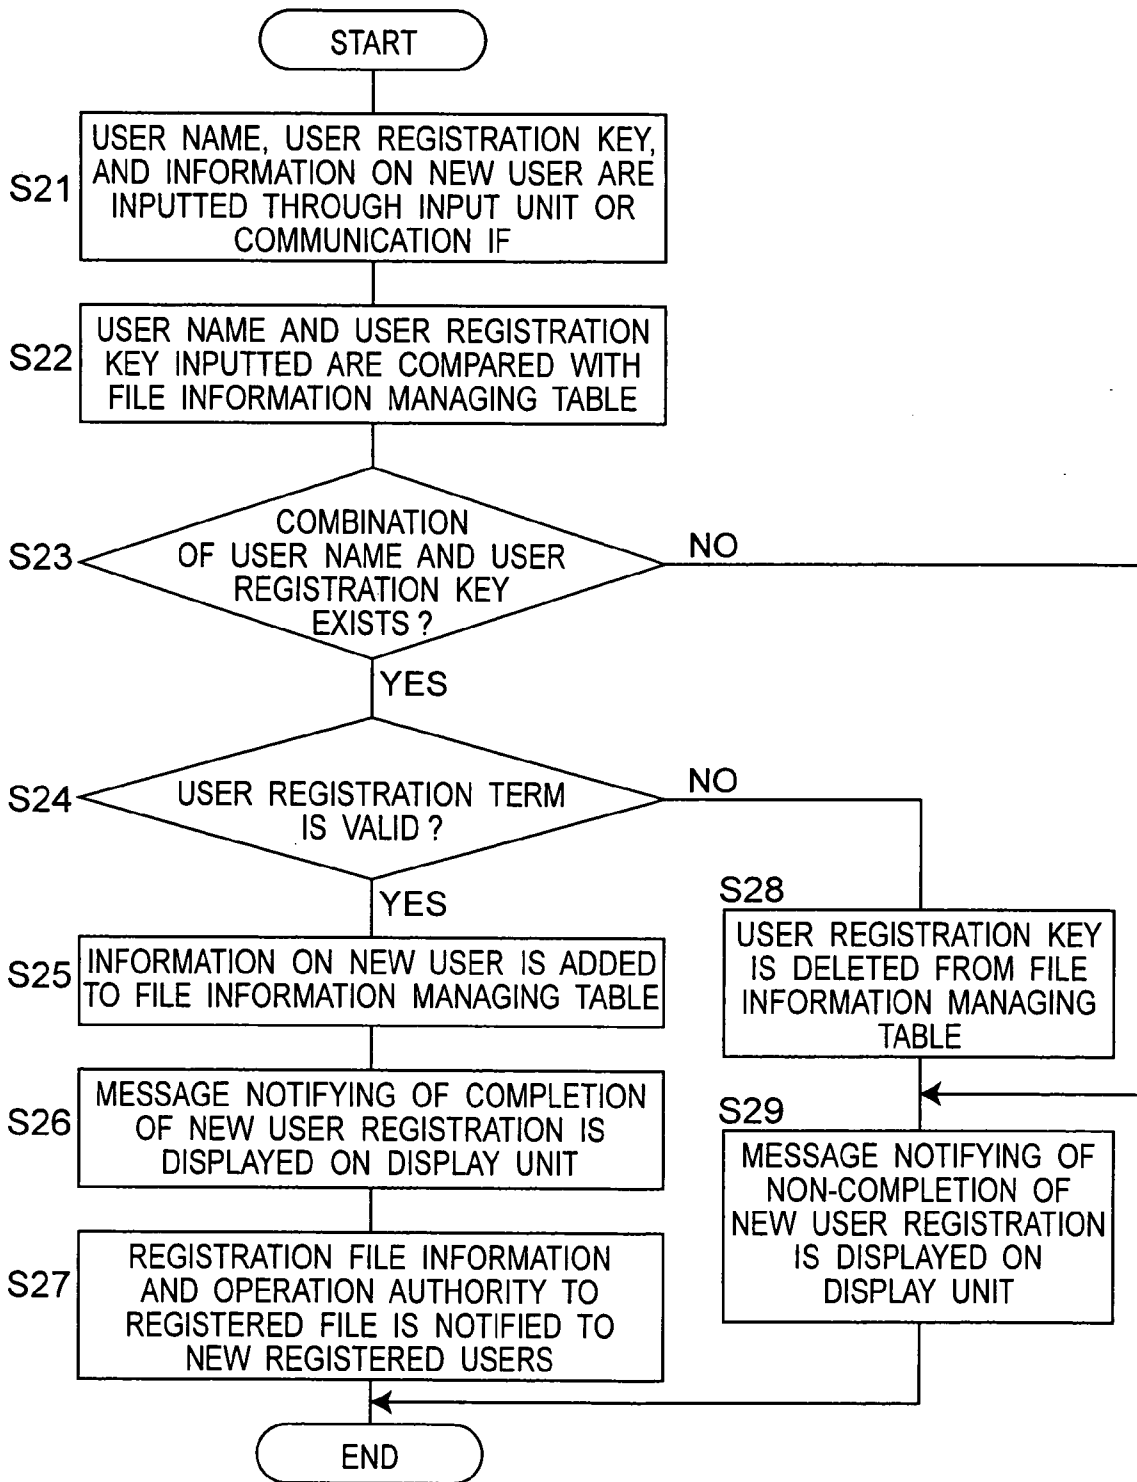 START
S21
USER NAME, USER REGISTRATION KEY,
AND INFORMATION ON NEW USER ARE
INPUTTED THROUGH INPUT UNIT OR
COMMUNICATION IF
S22
USER NAME AND USER REGISTRATION
KEY INPUTTED ARE COMPARED WITH
FILE INFORMATION MANAGING TABLE
S23
COMBINATION
OF USER NAME AND USER
REGISTRATION KEY
EXISTS ?
NO
YES
S24
USER REGISTRATION TERM
IS VALID ?
NO
YES
S25
INFORMATION ON NEW USER IS ADDED
TO FILE INFORMATION MANAGING TABLE
S26
MESSAGE NOTIFYING OF COMPLETION
OF NEW USER REGISTRATION IS
DISPLAYED ON DISPLAY UNIT
S27
REGISTRATION FILE INFORMATION
AND OPERATION AUTHORITY TO
REGISTERED FILE IS NOTIFIED TO
NEW REGISTERED USERS
S28
USER REGISTRATION KEY
IS DELETED FROM FILE
INFORMATION MANAGING
TABLE
S29
MESSAGE NOTIFYING OF
NON-COMPLETION OF
NEW USER REGISTRATION
IS DISPLAYED ON
DISPLAY UNIT
END